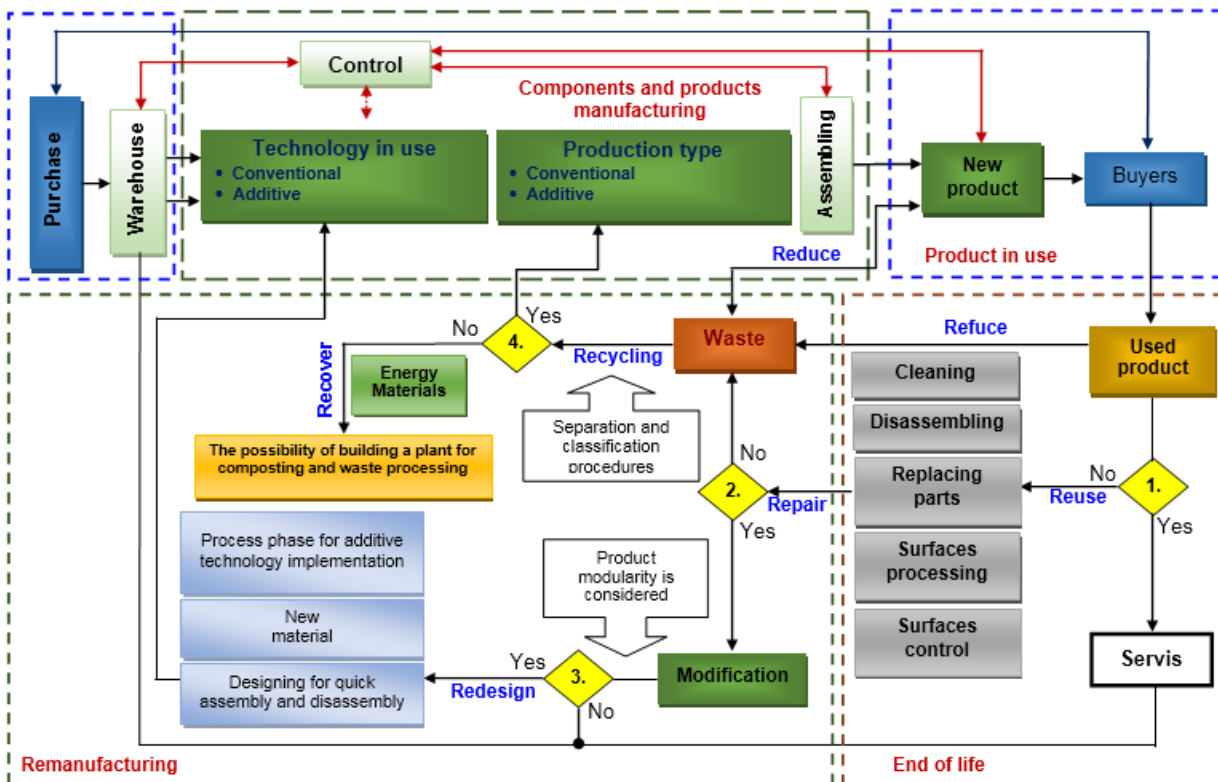 Control
Components and products
manufacturing
Purchase
Warehouse
Technology in use
• Conventional
• Additive
Production type
• Conventional
• Additive
Assembling
New
product
Buyers
Reduce
Product in use
No
4.
Yes
Recycling
Waste
Refuce
Used
product
Recover
Energy
Materials
The possibility of building a plant for
composting and waste processing
Separation and
classification
procedures
Cleaning
Disassembling
Replacing
parts
Surfaces
processing
Surfaces
control
No
2.
Yes
Repair
No
Reuse
1.
Yes
Process phase for additive
technology implementation
New
material
Designing for quick
assembly and disassembly
Product
modularity is
considered
Yes
Redesign
3.
No
Modification
Servis
Remanufacturing
End of life